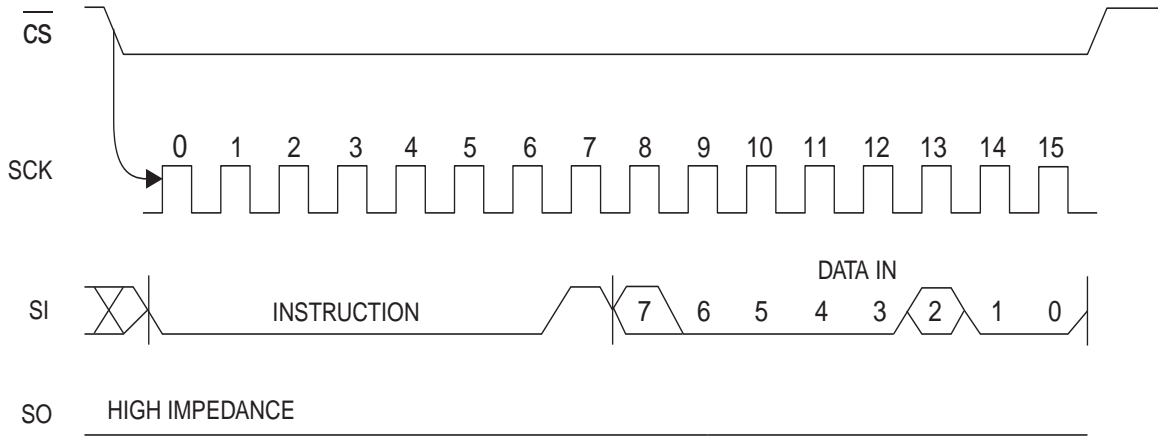 CS
0 1 2 3 4 5 6 7 8 9 10 11 12 13 14 15
SCK
DATA IN
SI INSTRUCTION 7 6 5 4 3 2 1 0
SO HIGH IMPEDANCE